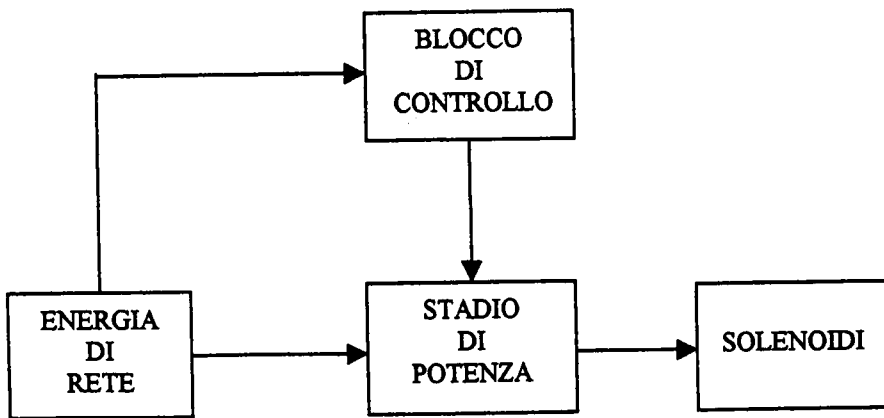 BLOCCO
DI
CONTROLLO
ENERGIA
DI
RETE
STADIO
DI
POTENZA
SOLENOIDI